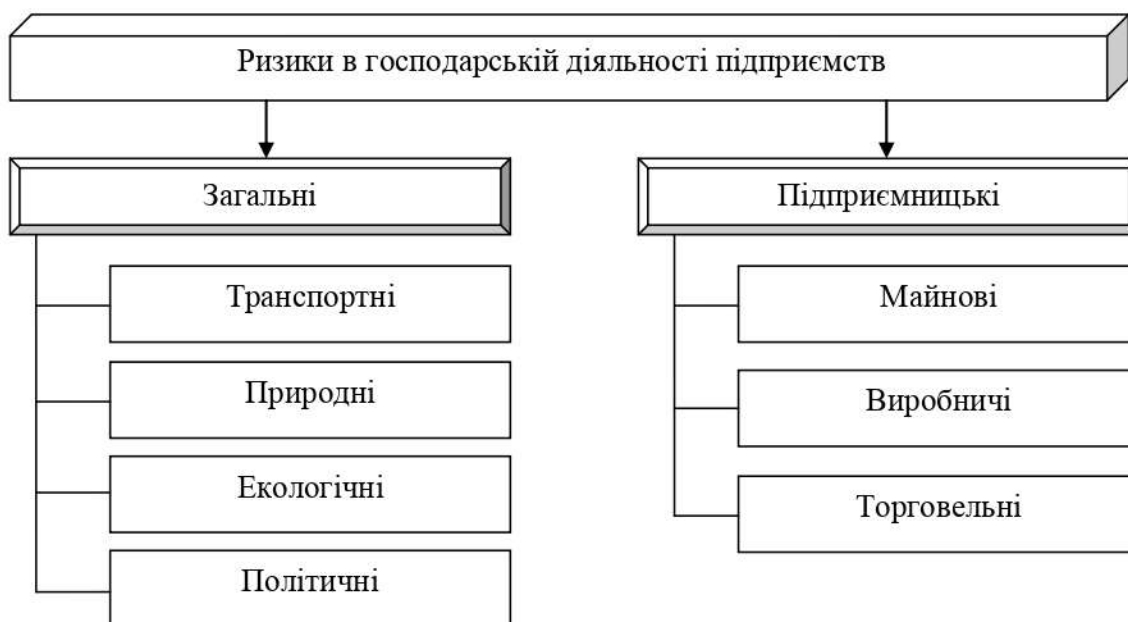 Ризики в господарській діяльності підприємств
Загальні
Транспортні
Природні
Екологічні
Політичні
Підприємницькі
Майнові
Виробничі
Торговельні